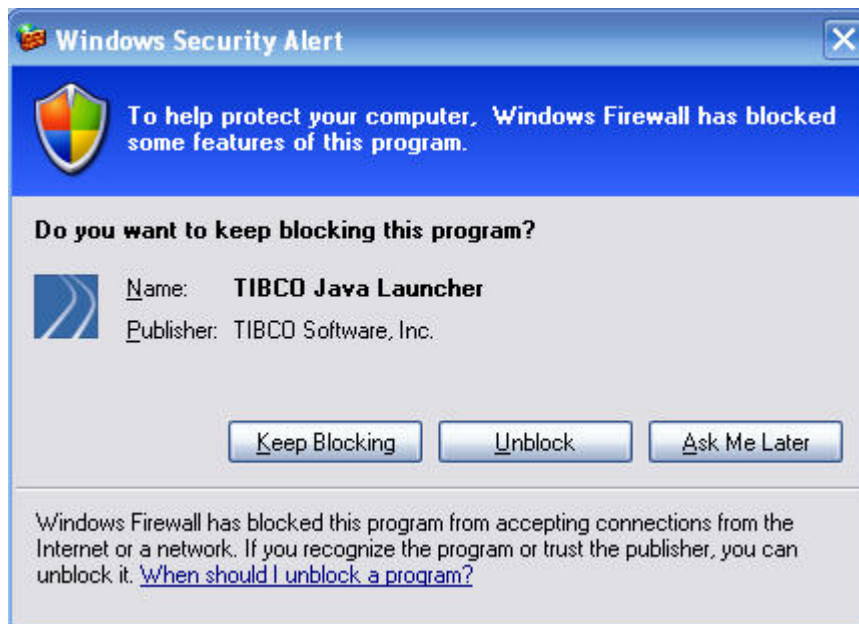 Windows Security Alert
To help protect your computer, Windows Firewall has blocked
some features of this program.
Do you want to keep blocking this program?
Name: TIBCO Java Launcher
Publisher: TIBCO Software, Inc.
Keep Blocking Unblock Ask Me Later
Windows Firewall has blocked this program from accepting connections from the
Internet or a network. If you recognize the program or trust the publisher, you can
unblock it. When should I unblock a program?